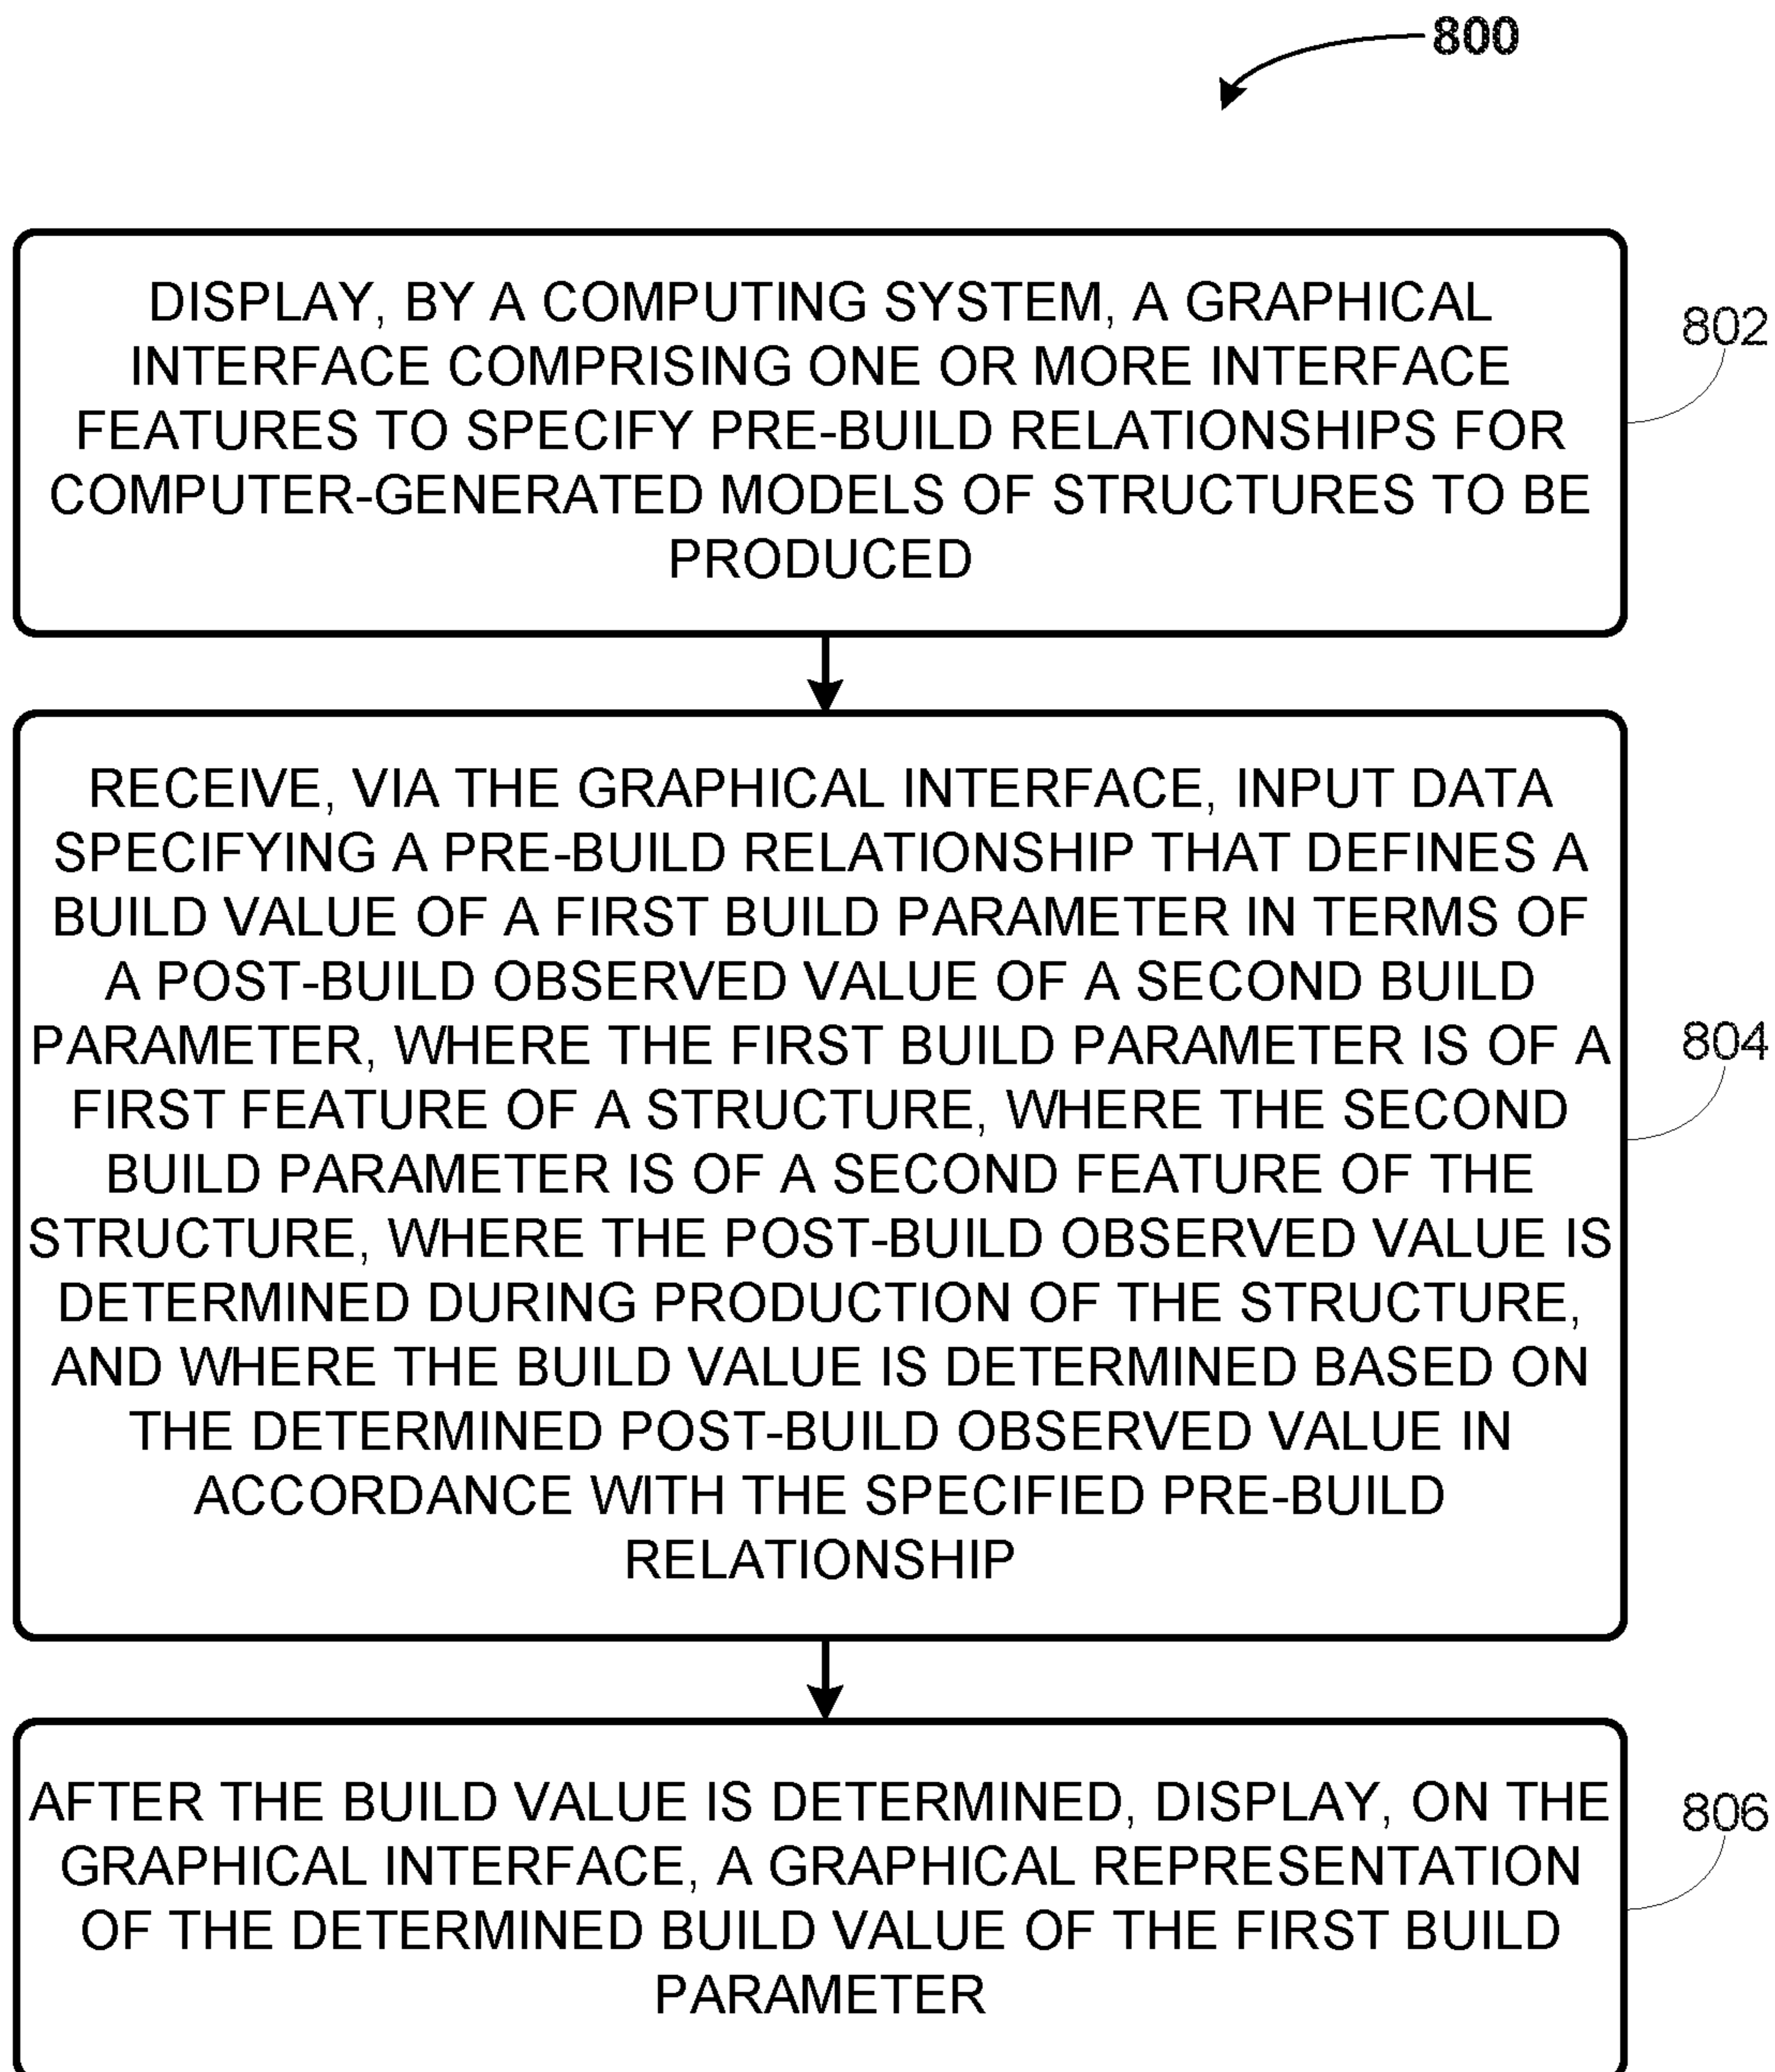 800
DISPLAY, BY A COMPUTING SYSTEM, A GRAPHICAL
INTERFACE COMPRISING ONE OR MORE INTERFACE
FEATURES TO SPECIFY PRE-BUILD RELATIONSHIPS FOR
COMPUTER-GENERATED MODELS OF STRUCTURES TO BE
PRODUCED
802
RECEIVE, VIA THE GRAPHICAL INTERFACE, INPUT DATA
SPECIFYING A PRE-BUILD RELATIONSHIP THAT DEFINES A
BUILD VALUE OF A FIRST BUILD PARAMETER IN TERMS OF
A POST-BUILD OBSERVED VALUE OF A SECOND BUILD
PARAMETER, WHERE THE FIRST BUILD PARAMETER IS OF A
FIRST FEATURE OF A STRUCTURE, WHERE THE SECOND
BUILD PARAMETER IS OF A SECOND FEATURE OF THE
STRUCTURE, WHERE THE POST-BUILD OBSERVED VALUE IS
DETERMINED DURING PRODUCTION OF THE STRUCTURE,
AND WHERE THE BUILD VALUE IS DETERMINED BASED ON
THE DETERMINED POST-BUILD OBSERVED VALUE IN
ACCORDANCE WITH THE SPECIFIED PRE-BUILD
RELATIONSHIP
804
AFTER THE BUILD VALUE IS DETERMINED, DISPLAY, ON THE
GRAPHICAL INTERFACE, A GRAPHICAL REPRESENTATION
OF THE DETERMINED BUILD VALUE OF THE FIRST BUILD
PARAMETER
806